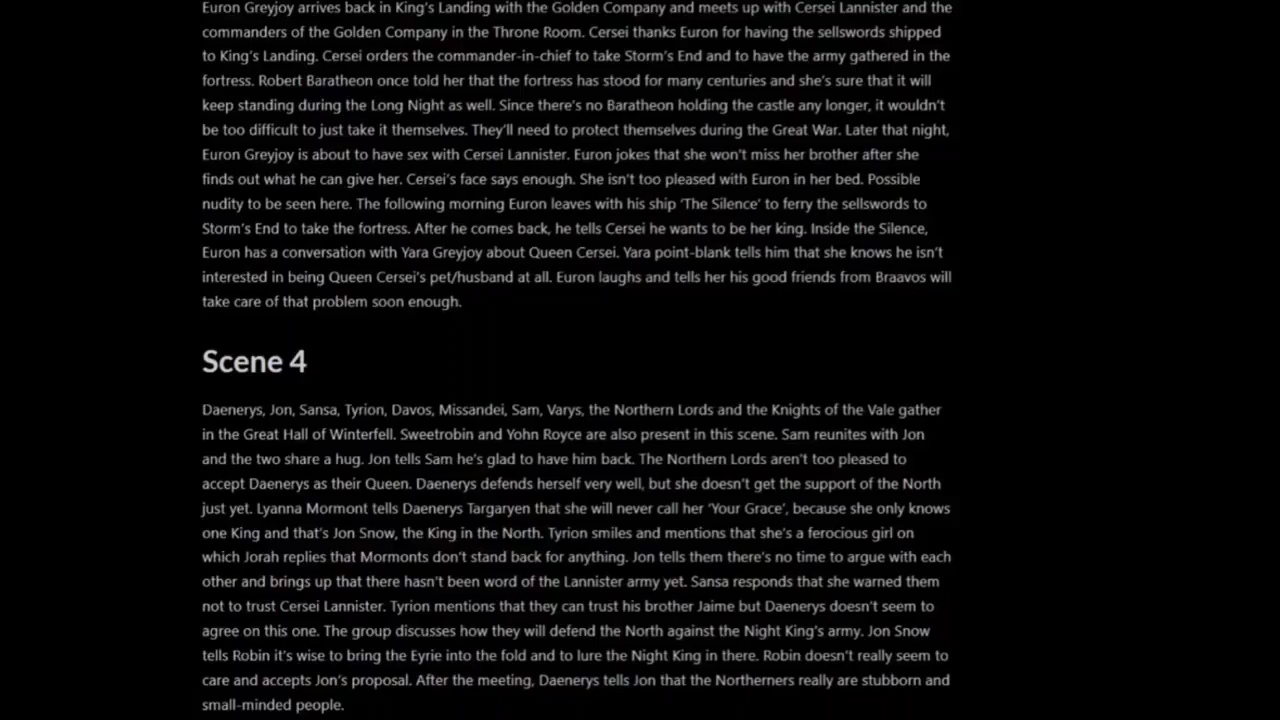 Euron Greyjoy arrives back in King's Landing with the Golden Company and meets up with Cersei Lannister and the
commanders of the Golden Company in the Throne Room. Cersei thanks Euron for having the sellswords shipped
to King's Landing. Cersei orders the commander-in-chief to take Storm's End and to have the army gathered in the
fortress. Robert Baratheon once told her that the fortress has stood for many centuries and she's sure that it will
keep standing during the Long Night as well. Since there's no Baratheon holding the castle any longer, it wouldn't
be too difficult to just take it themselves. They'll need to protect themselves during the Great War. Later that night,
Euron Greyjoy is about to have sex with Cersei Lannister. Euron jokes that she won't miss her brother after she
finds out what he can give her. Cersei's face says enough. She isn't too pleased with Euron in her bed. Possible
nudity to be seen here. The following morning Euron leaves with his ship 'The Silence' to ferry the sellswords to
Storm's End to take the fortress. After he comes back, he tells Cersei he wants to be her king. Inside the Silence,
Euron has a conversation with Yara Greyjoy about Queen Cersei. Yara point-blank tells him that she knows he isn't
interested in being Queen Cersei's pet/husband at all. Euron laughs and tells her his good friends from Braavos will
take care of that problem soon enough.
Scene 4
Daenerys, Jon, Sansa, Tyrion, Davos, Missandei, Sam, Varys, the Northern Lords and the Knights of the Vale gather
in the Great Hall of Winterfell. Sweetrobin and Yohn Royce are also present in this scene. Sam reunites with Jon
and the two share a hug. Jon tells Sam he's glad to have him back. The Northern Lords aren't too pleased to
accept Daenerys as their Queen. Daenerys defends herself very well, but she doesn't get the support of the North
just yet. Lyanna Mormont tells Daenerys Targaryen that she will never call her 'Your Grace', because she only knows
one King and that's Jon Snow, the King in the North. Tyrion smiles and mentions that she's a ferocious girl on
which Jorah replies that Mormonts don't stand back for anything. Jon tells them there's no time to argue with each
other and brings up that there hasn't been word of the Lannister army yet. Sansa responds that she warned them
not to trust Cersei Lannister. Tyrion mentions that they can trust his brother Jaime but Daenerys doesn't seem to
agree on this one. The group discusses how they will defend the North against the Night King's army. Jon Snow
tells Robin it's wise to bring the Eyrie into the fold and to lure the Night King in there. Robin doesn't really seem to
care and accepts Jon's proposal. After the meeting, Daenerys tells Jon that the Northerners really are stubborn and
small-minded people.